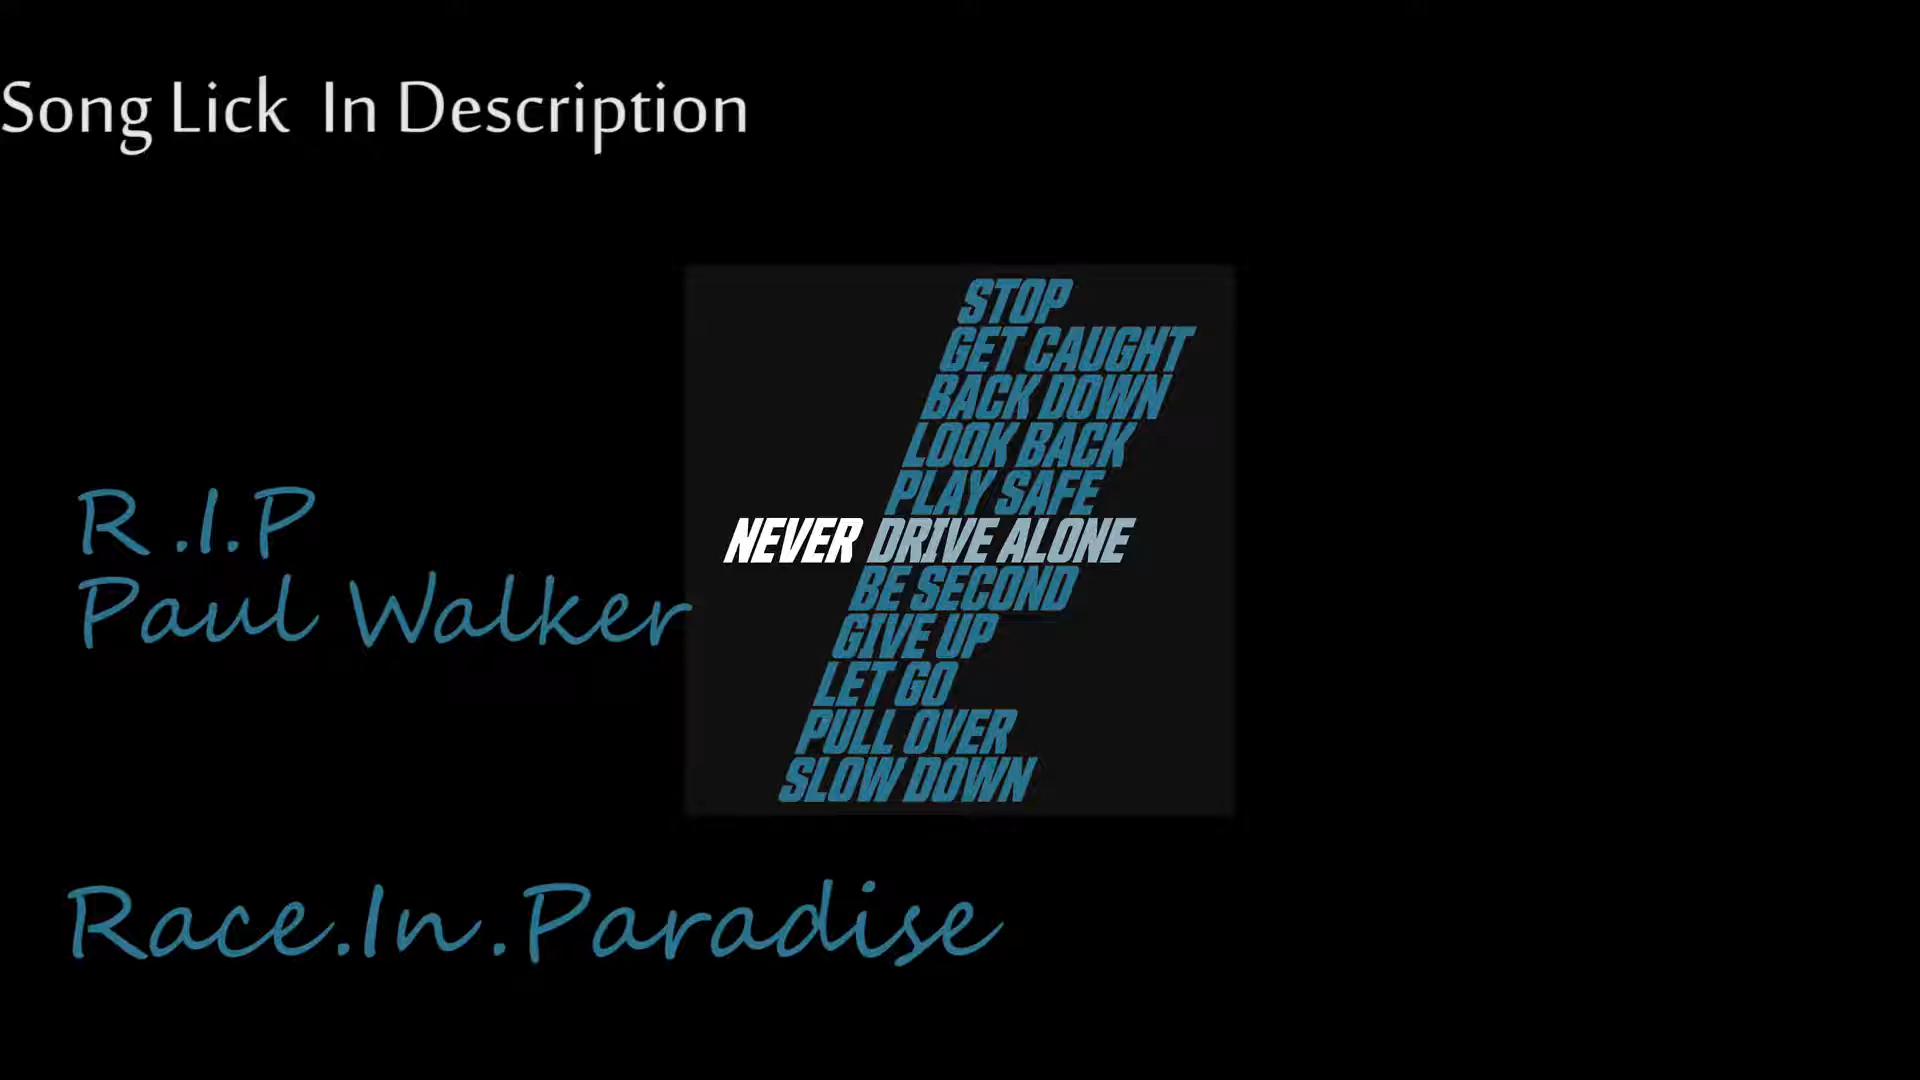 Song Lick In Description
STOP
GET CAUGHT
BACK DOWN
LOOK BACK
PLAY SAFE
NEVER DRIVE ALONE
BE SECOND
GIVE UP
LET GO
PULL OVER
SLOW DOWN
R.I.P
Paul Walker
Race.In.Paradise